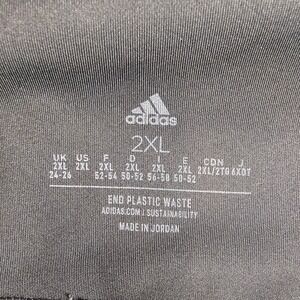 adidas
2XL
UK US F D I E CDN J
2XL 2XL 2XL 2XL 2XL 2XL 2XL/2TG 6XOT
24-26 52-54 50-52 56-58 50-52
END PLASTIC WASTE
ADIDAS.COM/SUSTAINABILITY
MADE IN JORDAN